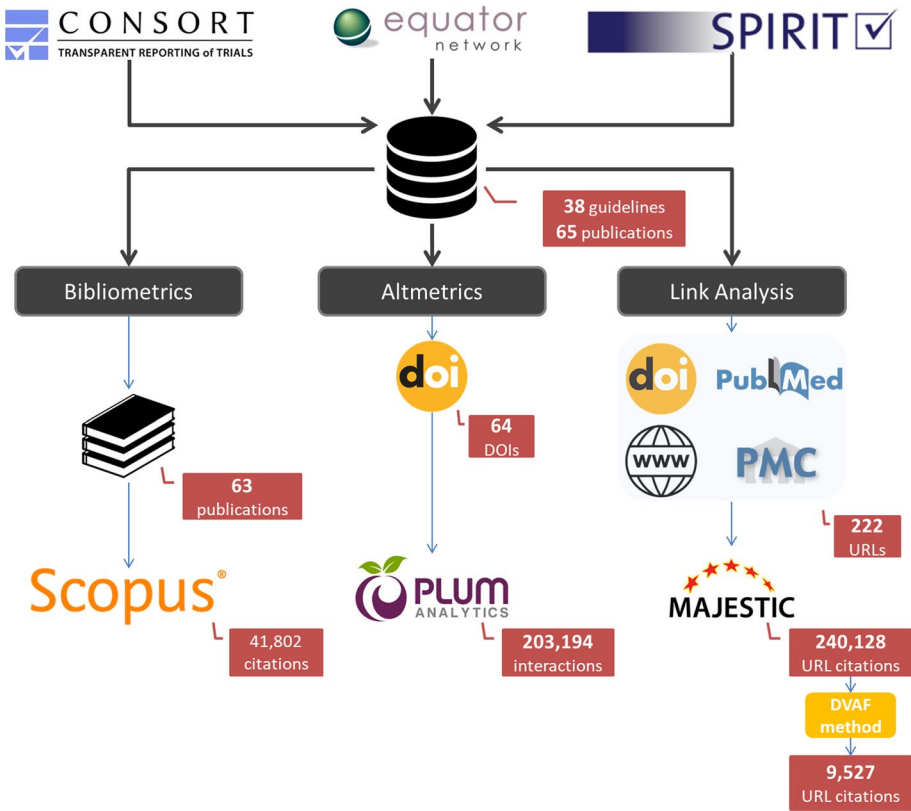 CONSORT
TRANSPARENT REPORTING of TRIALS
equator
network
SPIRIT
38 guidelines
65 publications
Bibliometrics
Altmetrics
Link Analysis
doi
doi
PubMed
64
DOIs
www
PMC
63
publications
222
URLs
Scopus®
PLUM
ANALYTICS
MAJESTIC
41,802
citations
203,194
interactions
240,128
URL citations
DVAF
method
9,527
URL citations